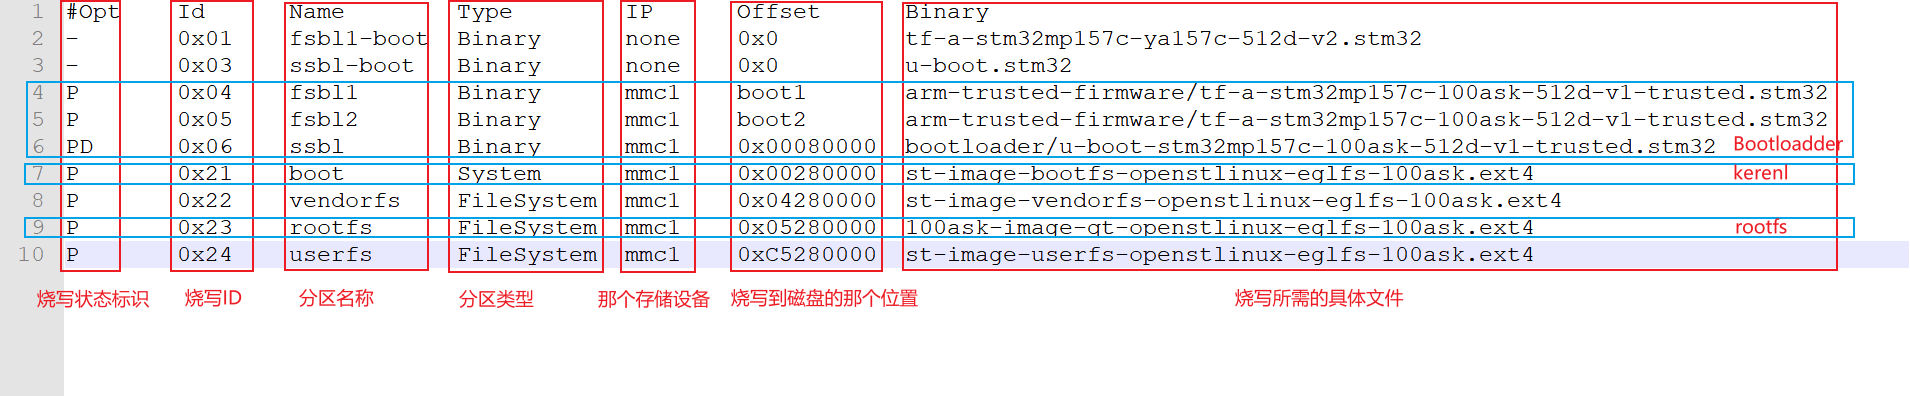 1 #Opt Id Name Type IP Offset Binary
2 - 0x01 fsbl1-boot Binary none 0x0 tf-a-stm32mp157c-ya157c-512d-v2.stm32
3 - 0x03 ssbl-boot Binary none 0x0 u-boot.stm32
4 P 0x04 fsbl1 Binary mmc1 boot1 arm-trusted-firmware/tf-a-stm32mp157c-100ask-512d-v1-trusted.stm32
5 P 0x05 fsbl2 Binary mmc1 boot2 arm-trusted-firmware/tf-a-stm32mp157c-100ask-512d-v1-trusted.stm32
6 PD 0x06 ssbl Binary mmc1 0x00080000 bootloader/u-boot-stm32mp157c-100ask-512d-v1-trusted.stm32 Bootloadder
7 P 0x21 boot System mmc1 0x00280000 st-image-bootfs-openstlinux-eglfs-100ask.ext4 kerenl
8 P 0x22 vendorfs FileSystem mmc1 0x04280000 st-image-vendorfs-openstlinux-eglfs-100ask.ext4
9 P 0x23 rootfs FileSystem mmc1 0x05280000 100ask-image-qt-openstlinux-eglfs-100ask.ext4 rootfs
10 P 0x24 userfs FileSystem mmc1 0xC5280000 st-image-userfs-openstlinux-eglfs-100ask.ext4
烧写状态标识 烧写ID 分区名称 分区类型 那个存储设备 烧写到磁盘的那个位置 烧写所需的具体文件